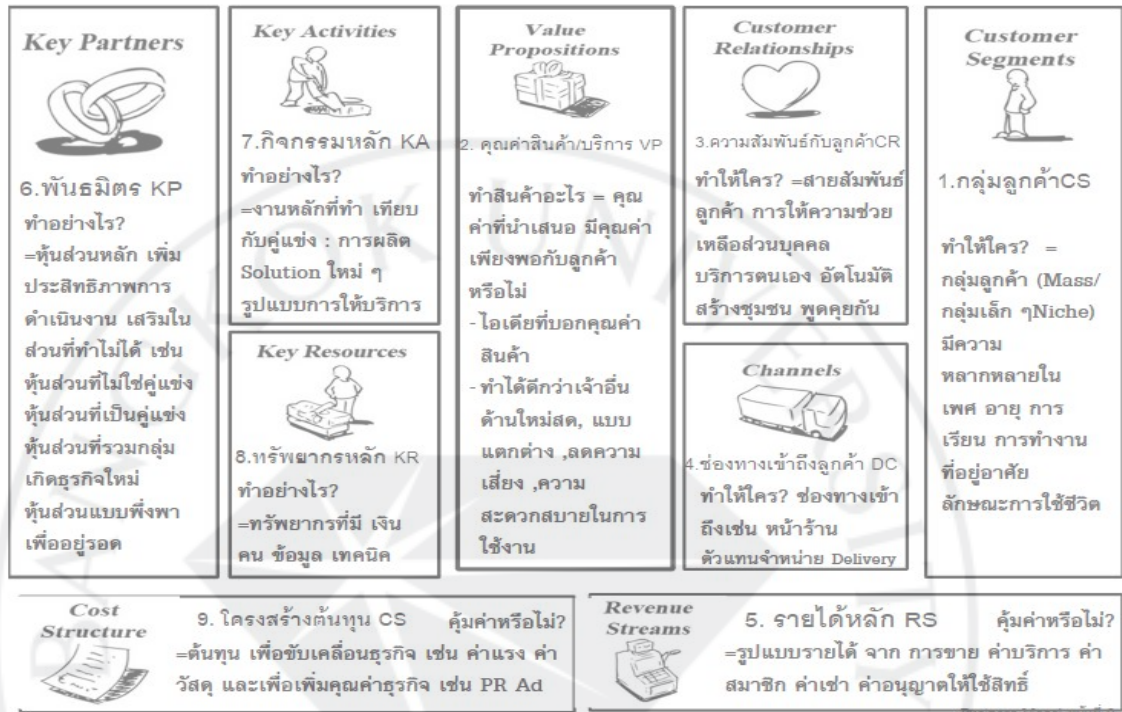 Key Partners
6.พันธมิตร KP
ทำอย่างไร?
=หุ้นส่วนหลัก เพิ่ม
ประสิทธิภาพการ
ดำเนินงาน เสริมใน
ส่วนที่ทำไม่ได้ เช่น
หุ้นส่วนที่ไม่ใช่คู่แข่ง
หุ้นส่วนที่เป็นคู่แข่ง
หุ้นส่วนที่รวมกลุ่ม
เกิดธุรกิจใหม่
หุ้นส่วนแบบพึ่งพา
เพื่ออยู่รอด
Key Activities
7.กิจกรรมหลัก KA
ทำอย่างไร?
=งานหลักที่ทำ เทียบ
กับคู่แข่ง : การผลิต
Solution ใหม่ ๆ
รูปแบบการให้บริการ
Key Resources
8.ทรัพยากรหลัก KR
ทำอย่างไร?
=ทรัพยากรที่มี เงิน
คน ข้อมูล เทคนิค
Value
Propositions
2. คุณค่าสินค้า/บริการ VP
ทำสินค้าอะไร = คุณ
ค่าที่นำเสนอ มีคุณค่า
เพียงพอกับลูกค้า
หรือไม่
- ไอเดียที่บอกคุณค่า
สินค้า
- ทำได้ดีกว่าเจ้าอื่น
ด้านใหม่สด, แบบ
แตกต่าง ,ลดความ
เสี่ยง ,ความ
สะดวกสบายในการ
ใช้งาน
Customer
Relationships
3.ความสัมพันธ์กับลูกค้าCR
ทำให้ใคร? =สายสัมพันธ์
ลูกค้า การให้ความช่วย
เหลือส่วนบุคคล
บริการตนเอง อัตโนมัติ
สร้างชุมชน พูดคุยกัน
Channels
4.ช่องทางเข้าถึงลูกค้า DC
ทำให้ใคร? ช่องทางเข้า
ถึงเช่น หน้าร้าน
ตัวแทนจำหน่าย Delivery
Customer
Segments
1.กลุ่มลูกค้าCS
ทำให้ใคร? =
กลุ่มลูกค้า (Mass/
กลุ่มเล็ก ๆNiche)
มีความ
หลากหลายใน
เพศ อายุ การ
เรียน การทำงาน
ที่อยู่อาศัย
ลักษณะการใช้ชีวิต
Cost
Structure
9. โครงสร้างต้นทุน CS คุ้มค่าหรือไม่?
=ต้นทุน เพื่อขับเคลื่อนธุรกิจ เช่น ค่าแรง ค่า
วัสดุ และเพื่อเพิ่มคุณค่าธุรกิจ เช่น PR Ad
Revenue
Streams
5. รายได้หลัก RS คุ้มค่าหรือไม่?
=รูปแบบรายได้ จาก การขาย ค่าบริการ ค่า
สมาชิก ค่าเช่า ค่าอนุญาตให้ใช้สิทธิ์
BANGKOK UNIVERSITY